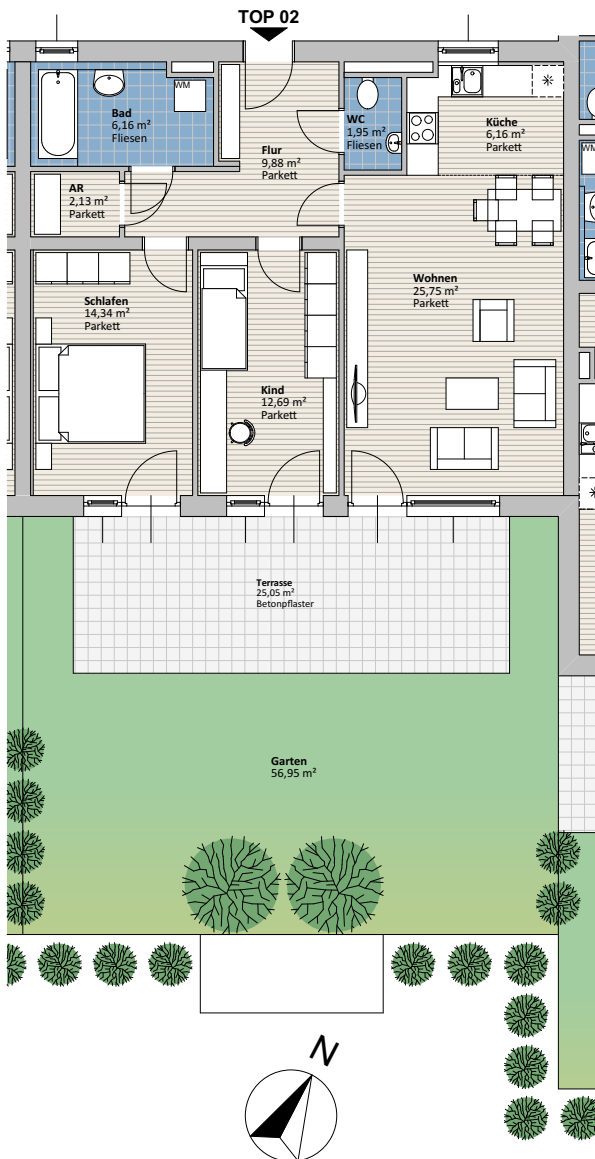 TOP 02
Bad
6,16 m²
Fliesen
WM
WC
1,95 m²
Fliesen
Küche
6,16 m²
Parkett
Flur
9,88 m²
Parkett
WM
AR
2,13 m²
Parkett
Wohnen
25,75 m²
Parkett
Schlafen
14,34 m²
Parkett
Kind
12,69 m²
Parkett
Terrasse
25,05 m²
Betonpflaster
Garten
56,95 m²
N